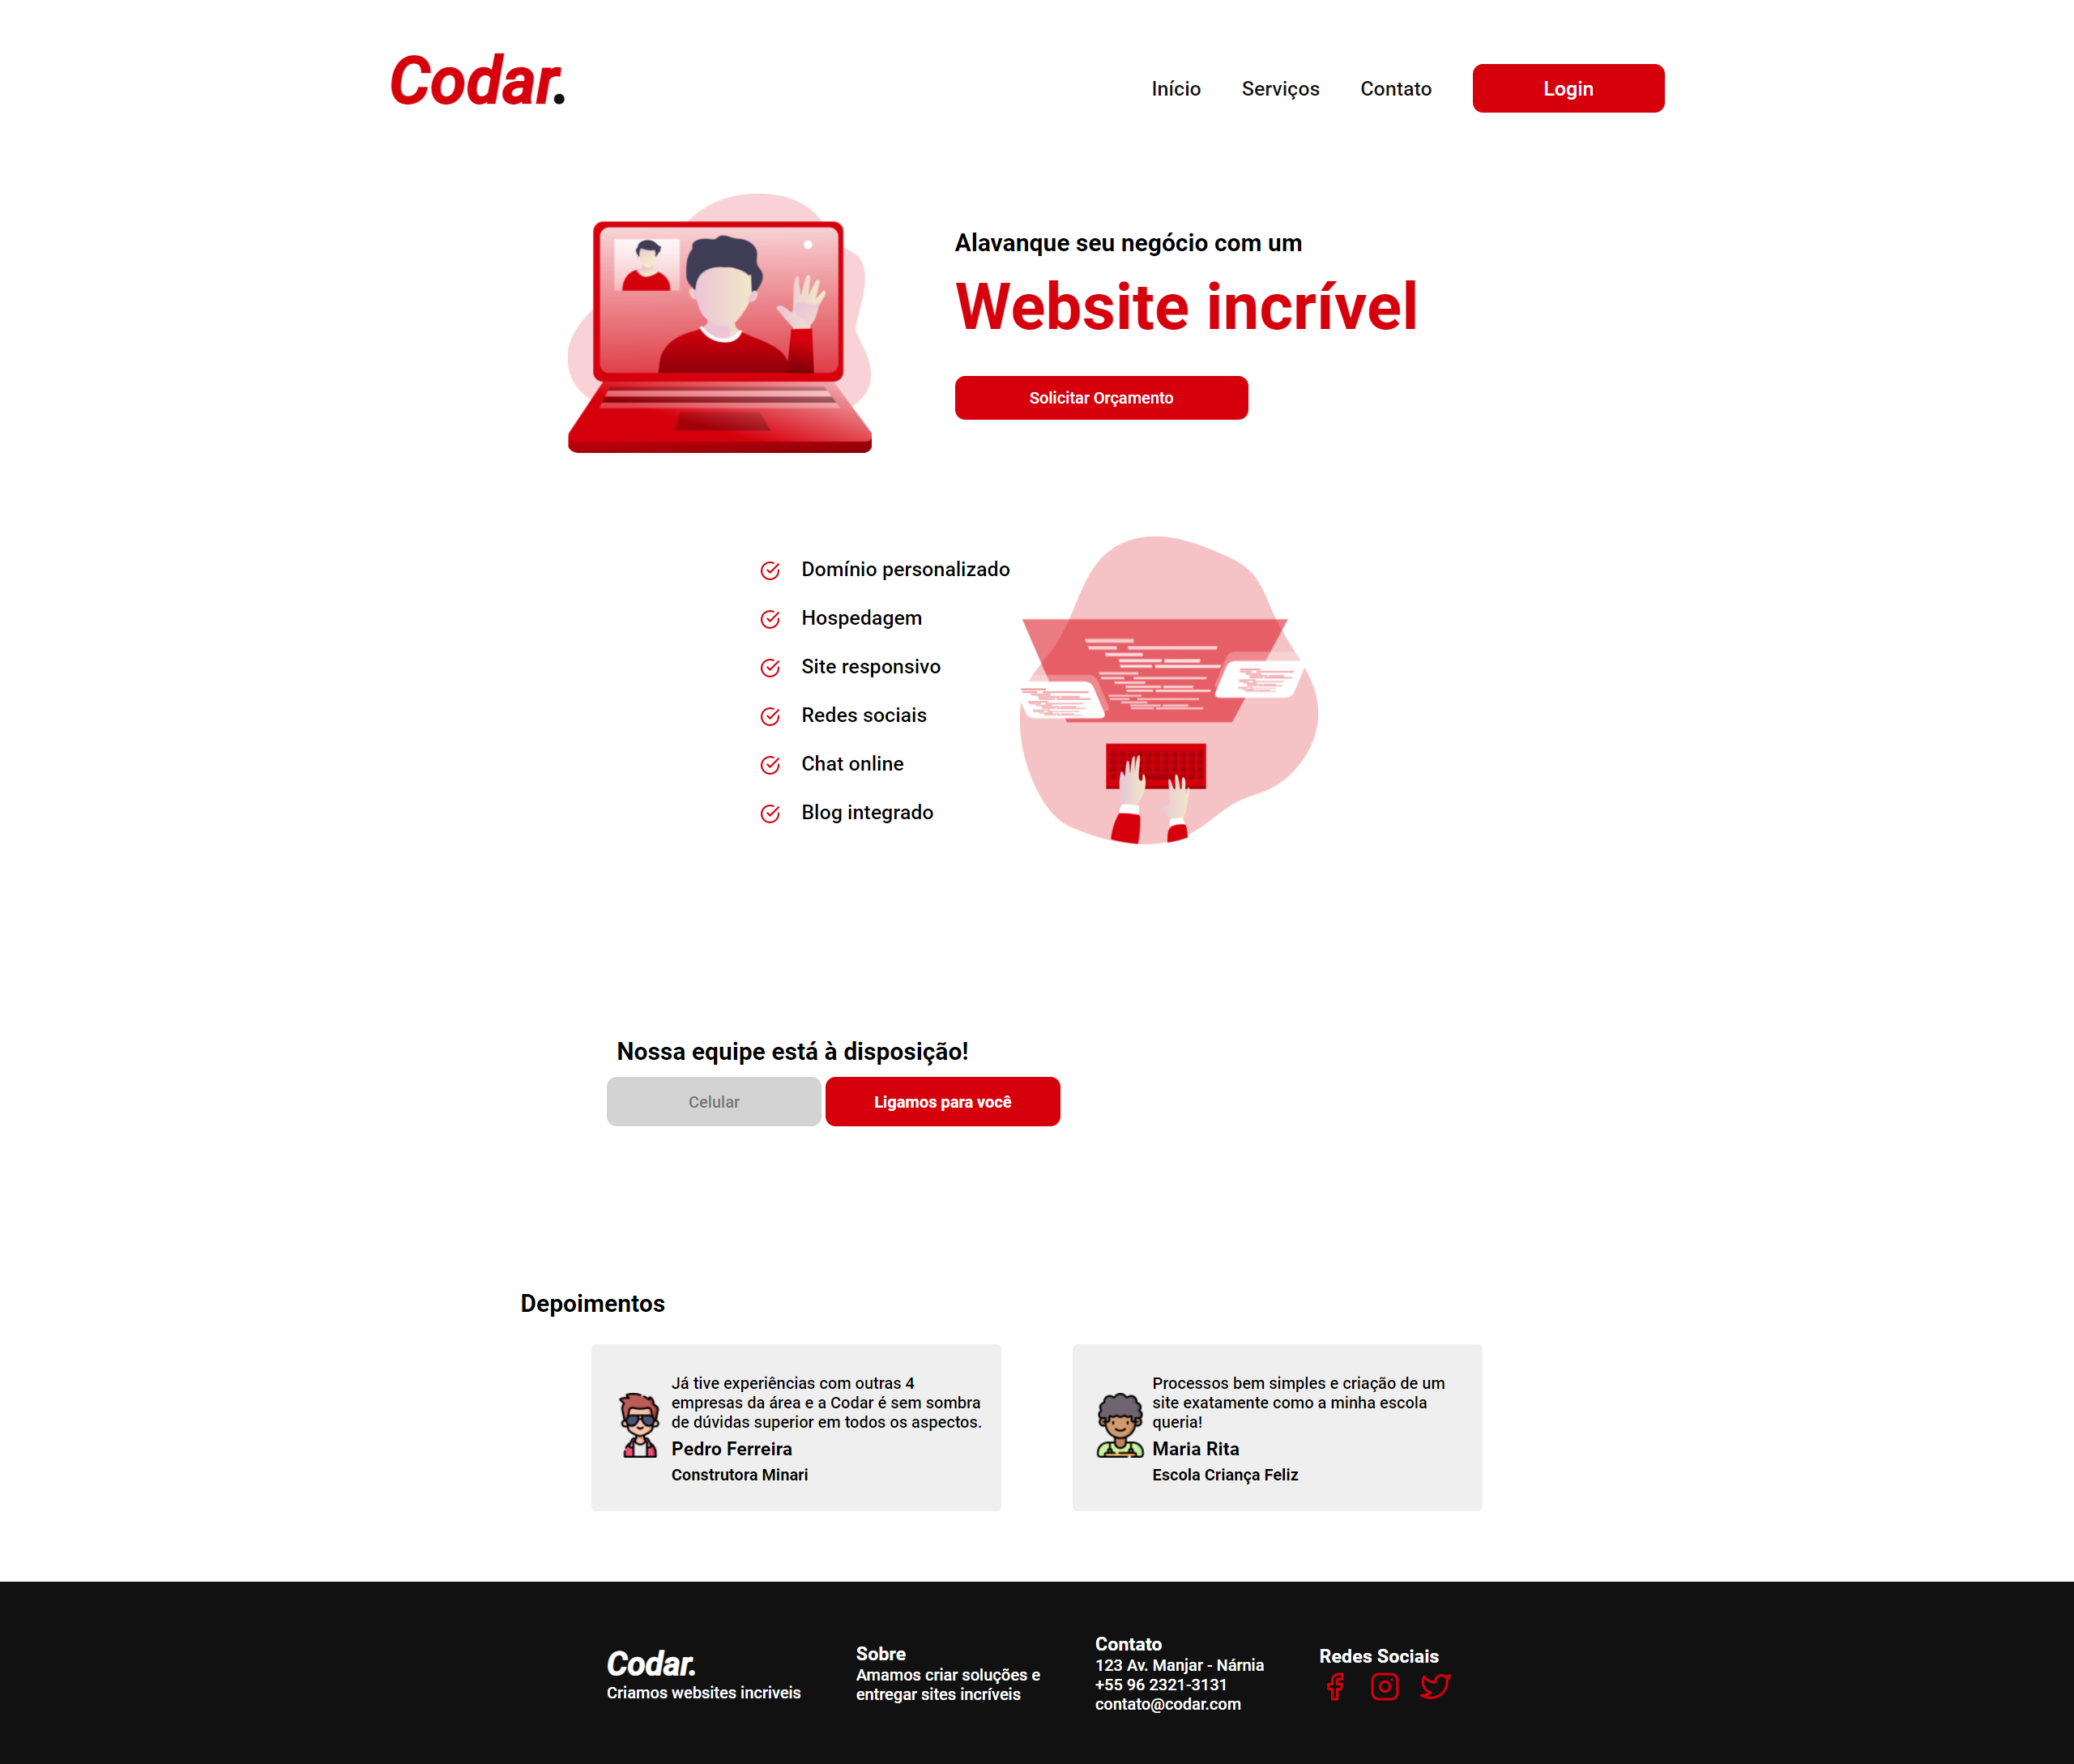 Codar.
Início
Serviços
Contato
Login
Alavanque seu negócio com um
Website incrível
Solicitar Orçamento
Domínio personalizado
Hospedagem
Site responsivo
Redes sociais
Chat online
Blog integrado
Nossa equipe está à disposição!
Celular
Ligamos para você
Depoimentos
Já tive experiências com outras 4
empresas da área e a Codar é sem sombra
de dúvidas superior em todos os aspectos.
Pedro Ferreira
Construtora Minari
Processos bem simples e criação de um
site exatamente como a minha escola
queria!
Maria Rita
Escola Criança Feliz
Codar.
Criamos websites incriveis
Sobre
Amamos criar soluções e
entregar sites incríveis
Contato
123 Av. Manjar - Nárnia
+55 96 2321-3131
contato@codar.com
Redes Sociais